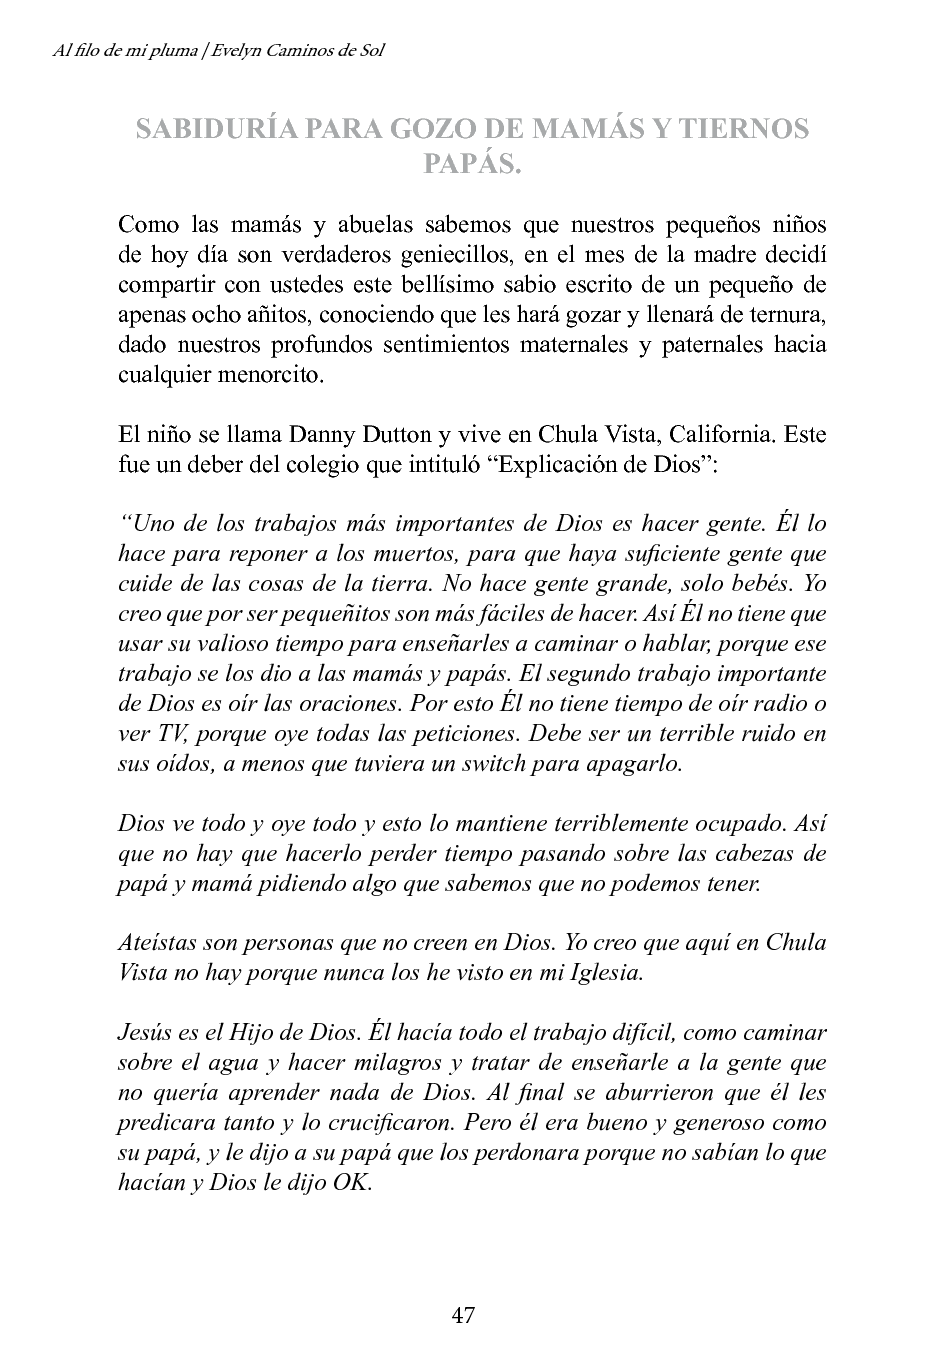 Al filo de mi pluma | Evelyn Caminos de Sol
SABIDURÍA PARA GOZO DE MAMÁS Y TIERNOS
PAPÁS.
Como las mamás y abuelas sabemos que nuestros pequeños niños
de hoy día son verdaderos geniecillos, en el mes de la madre decidí
compartir con ustedes este bellísimo sabio escrito de un pequeño de
apenas ocho añitos, conociendo que les hará gozar y llenará de ternura,
dado nuestros profundos sentimientos maternales y paternales hacia
cualquier menorcito.
El niño se llama Danny Dutton y vive en Chula Vista, California. Este
fue un deber del colegio que intituló “Explicación de Dios”:
“Uno de los trabajos más importantes de Dios es hacer gente. Él lo
hace para reponer a los muertos, para que haya suficiente gente que
cuide de las cosas de la tierra. No hace gente grande, solo bebés. Yo
creo que por ser pequeñitos son más fáciles de hacer. Así Él no tiene que
usar su valioso tiempo para enseñarles a caminar o hablar, porque ese
trabajo se los dio a las mamás y papás. El segundo trabajo importante
de Dios es oír las oraciones. Por esto Él no tiene tiempo de oír radio o
ver TV, porque oye todas las peticiones. Debe ser un terrible ruido en
sus oídos, a menos que tuviera un switch para apagarlo.
Dios ve todo y oye todo y esto lo mantiene terriblemente ocupado. Así
que no hay que hacerlo perder tiempo pasando sobre las cabezas de
papá y mamá pidiendo algo que sabemos que no podemos tener.
Ateístas son personas que no creen en Dios. Yo creo que aquí en Chula
Vista no hay porque nunca los he visto en mi Iglesia.
Jesús es el Hijo de Dios. Él hacía todo el trabajo difícil, como caminar
sobre el agua y hacer milagros y tratar de enseñarle a la gente que
no quería aprender nada de Dios. Al final se aburrieron que él les
predicara tanto y lo crucificaron. Pero él era bueno y generoso como
su papá, y le dijo a su papá que los perdonara porque no sabían lo que
hacían y Dios le dijo OK.
47